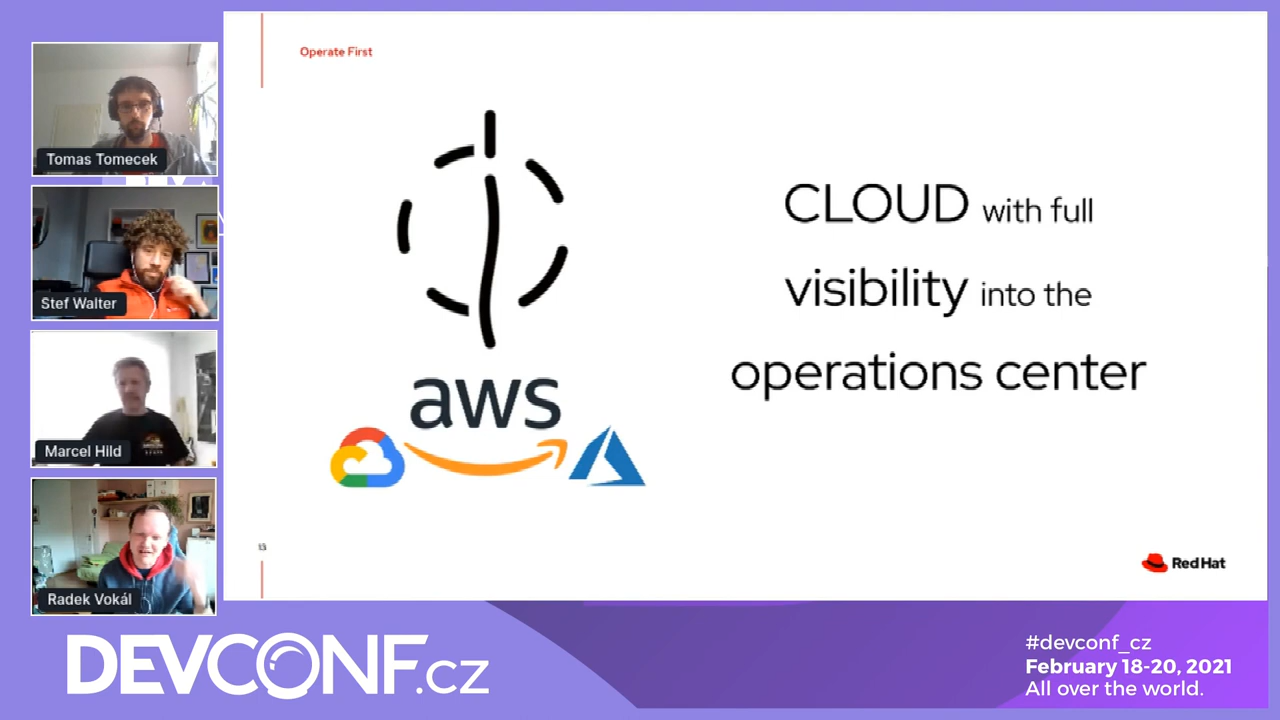 Operate First
Tomas Tomecek
Stef Walter
Marcel Hild
Radek Vokál
CLOUD with full
visibility into the
operations center
aws
13
Red Hat
DEVCONF.cz
#devconf_cz
February 18-20, 2021
All over the world.